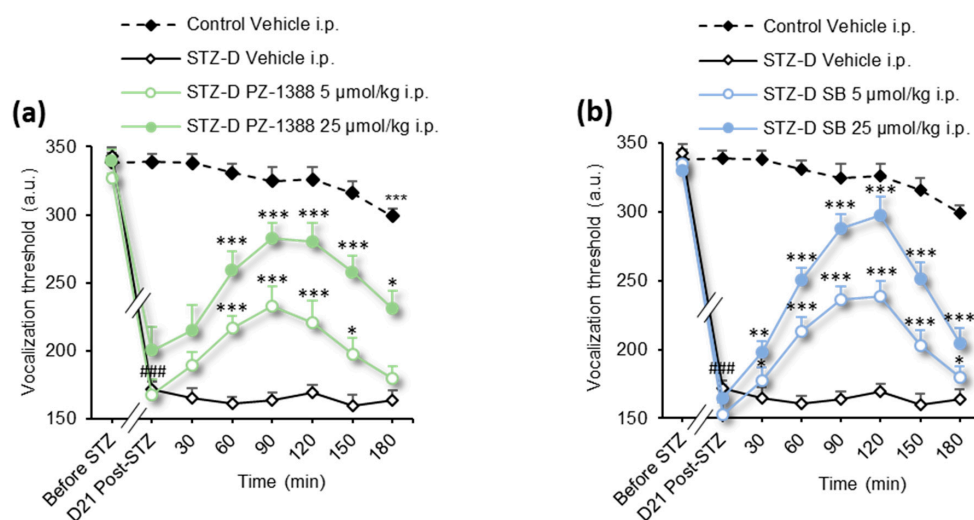 Control Vehicle i.p.
STZ-D Vehicle i.p.
STZ-D PZ-1388 5 µmol/kg i.p.
STZ-D PZ-1388 25 µmol/kg i.p.
(a)
Vocalization threshold (a.u.)
350
300
250
200
150
***
*** *** *** *** *
*** *** *** *
###
Before STZ
D21 Post-STZ
30 60 90 120 150 180
Time (min)
Control Vehicle i.p.
STZ-D Vehicle i.p.
STZ-D SB 5 µmol/kg i.p.
STZ-D SB 25 µmol/kg i.p.
(b)
Vocalization threshold (a.u.)
350
300
250
200
150
** *** *** *** *** ***
* *** *** *** *** *
###
Before STZ
D21 Post-STZ
30 60 90 120 150 180
Time (min)